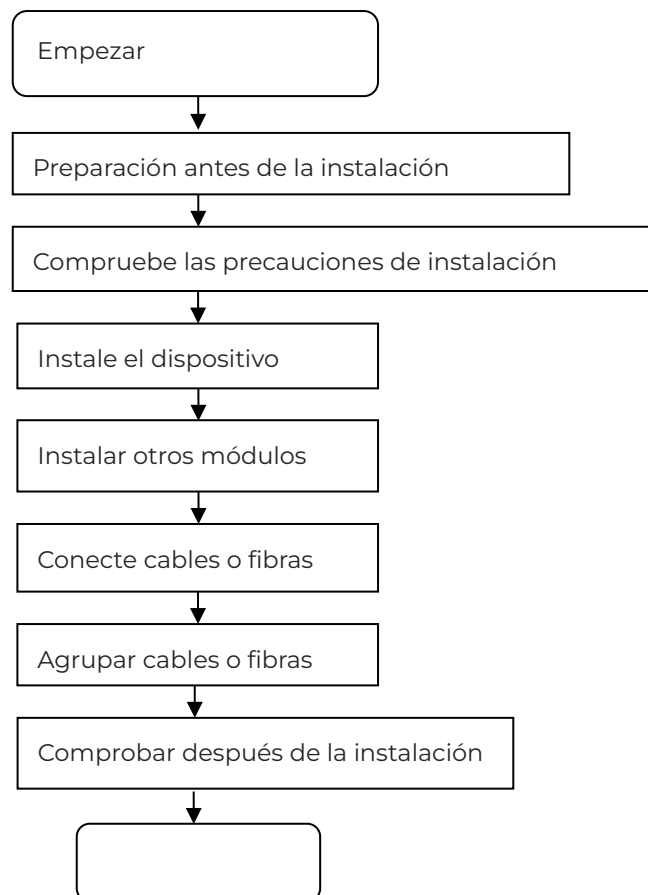 Empezar
Preparación antes de la instalación
Compruebe las precauciones de instalación
Instale el dispositivo
Instalar otros módulos
Conecte cables o fibras
Agrupar cables o fibras
Comprobar después de la instalación